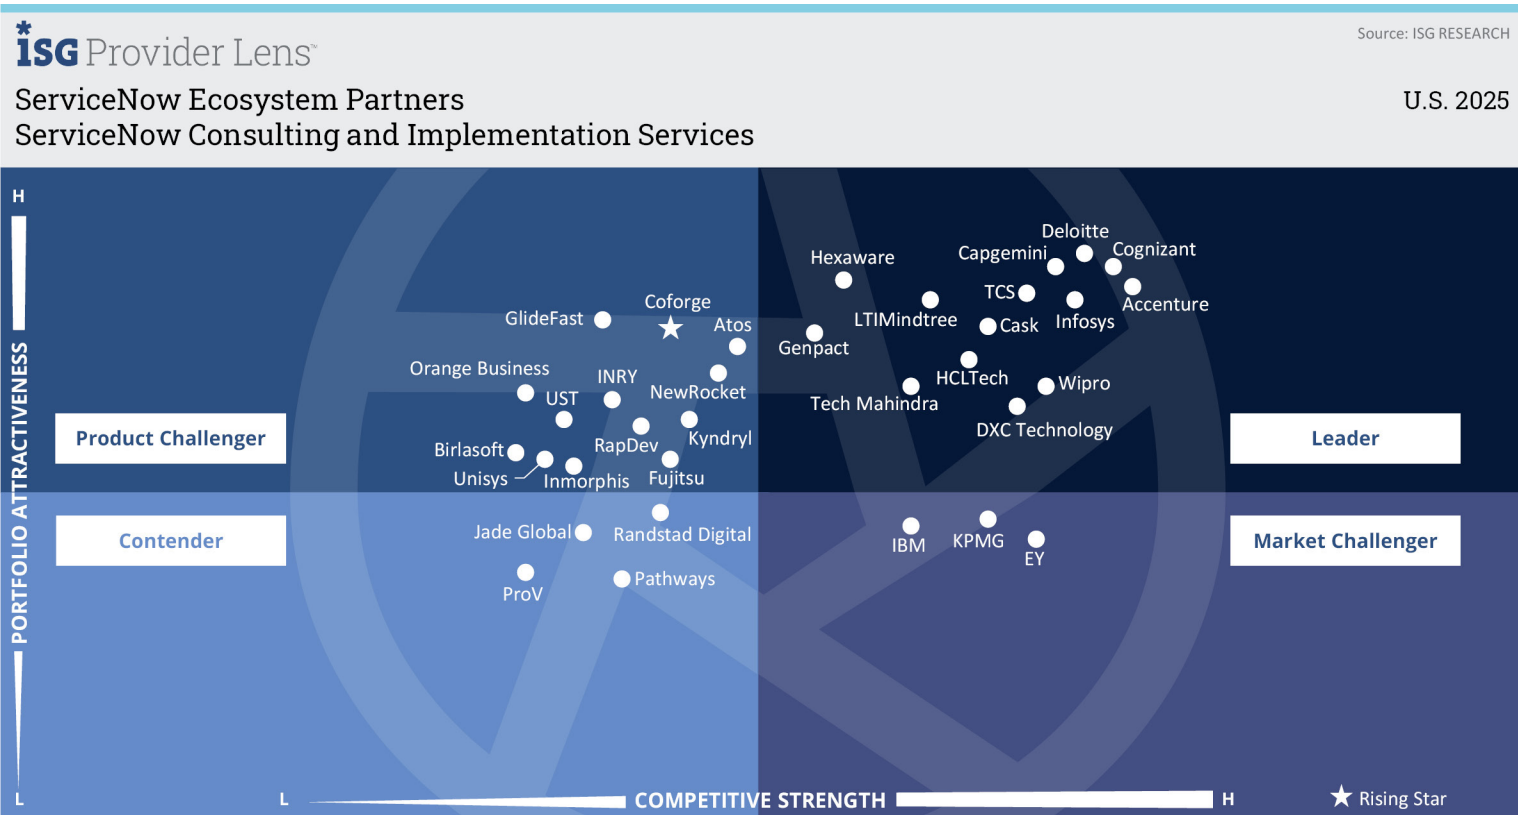 ISG Provider Lens™
Source: ISG RESEARCH
ServiceNow Ecosystem Partners
U.S. 2025
ServiceNow Consulting and Implementation Services
H
Deloitte
Capgemini
Cognizant
Hexaware
TCS
Accenture
Coforge
GlideFast
LTIMindtree
Infosys
Atos
Cask
Genpact
Orange Business
INRY
HCLTech
Wipro
NewRocket
UST
Tech Mahindra
DXC Technology
Product Challenger
Kyndryl
Leader
RapDev
Birlasoft
Unisys
Inmorphis
Fujitsu
PORTFOLIO ATTRACTIVENESS
Jade Global
Randstad Digital
Contender
IBM
KPMG
EY
Market Challenger
Pathways
ProV
L
L
COMPETITIVE STRENGTH
H
Rising Star